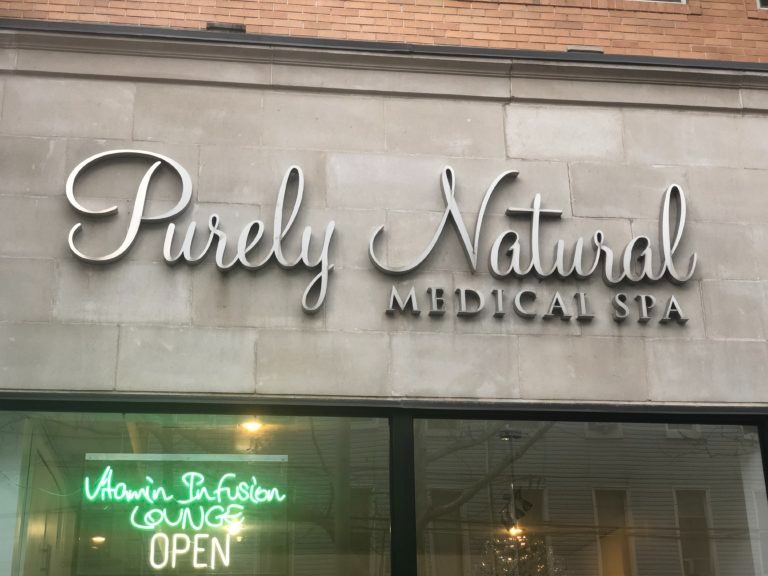 Purely Natural
MEDICAL SPA
Vitamin Infusion
LOUNGE
OPEN